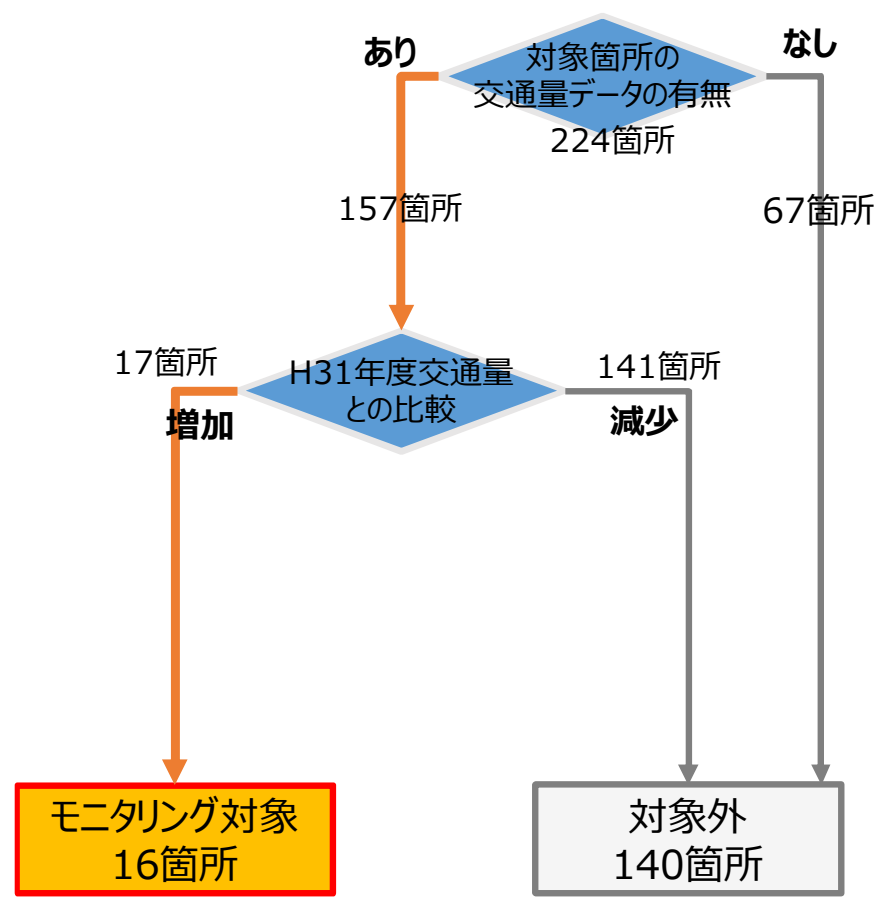 あり
対象箇所の
交通量データの有無
224箇所
なし
157箇所
67箇所
17箇所
H31年度交通量
との比較
141箇所
増加
減少
モニタリング対象
16箇所
対象外
140箇所